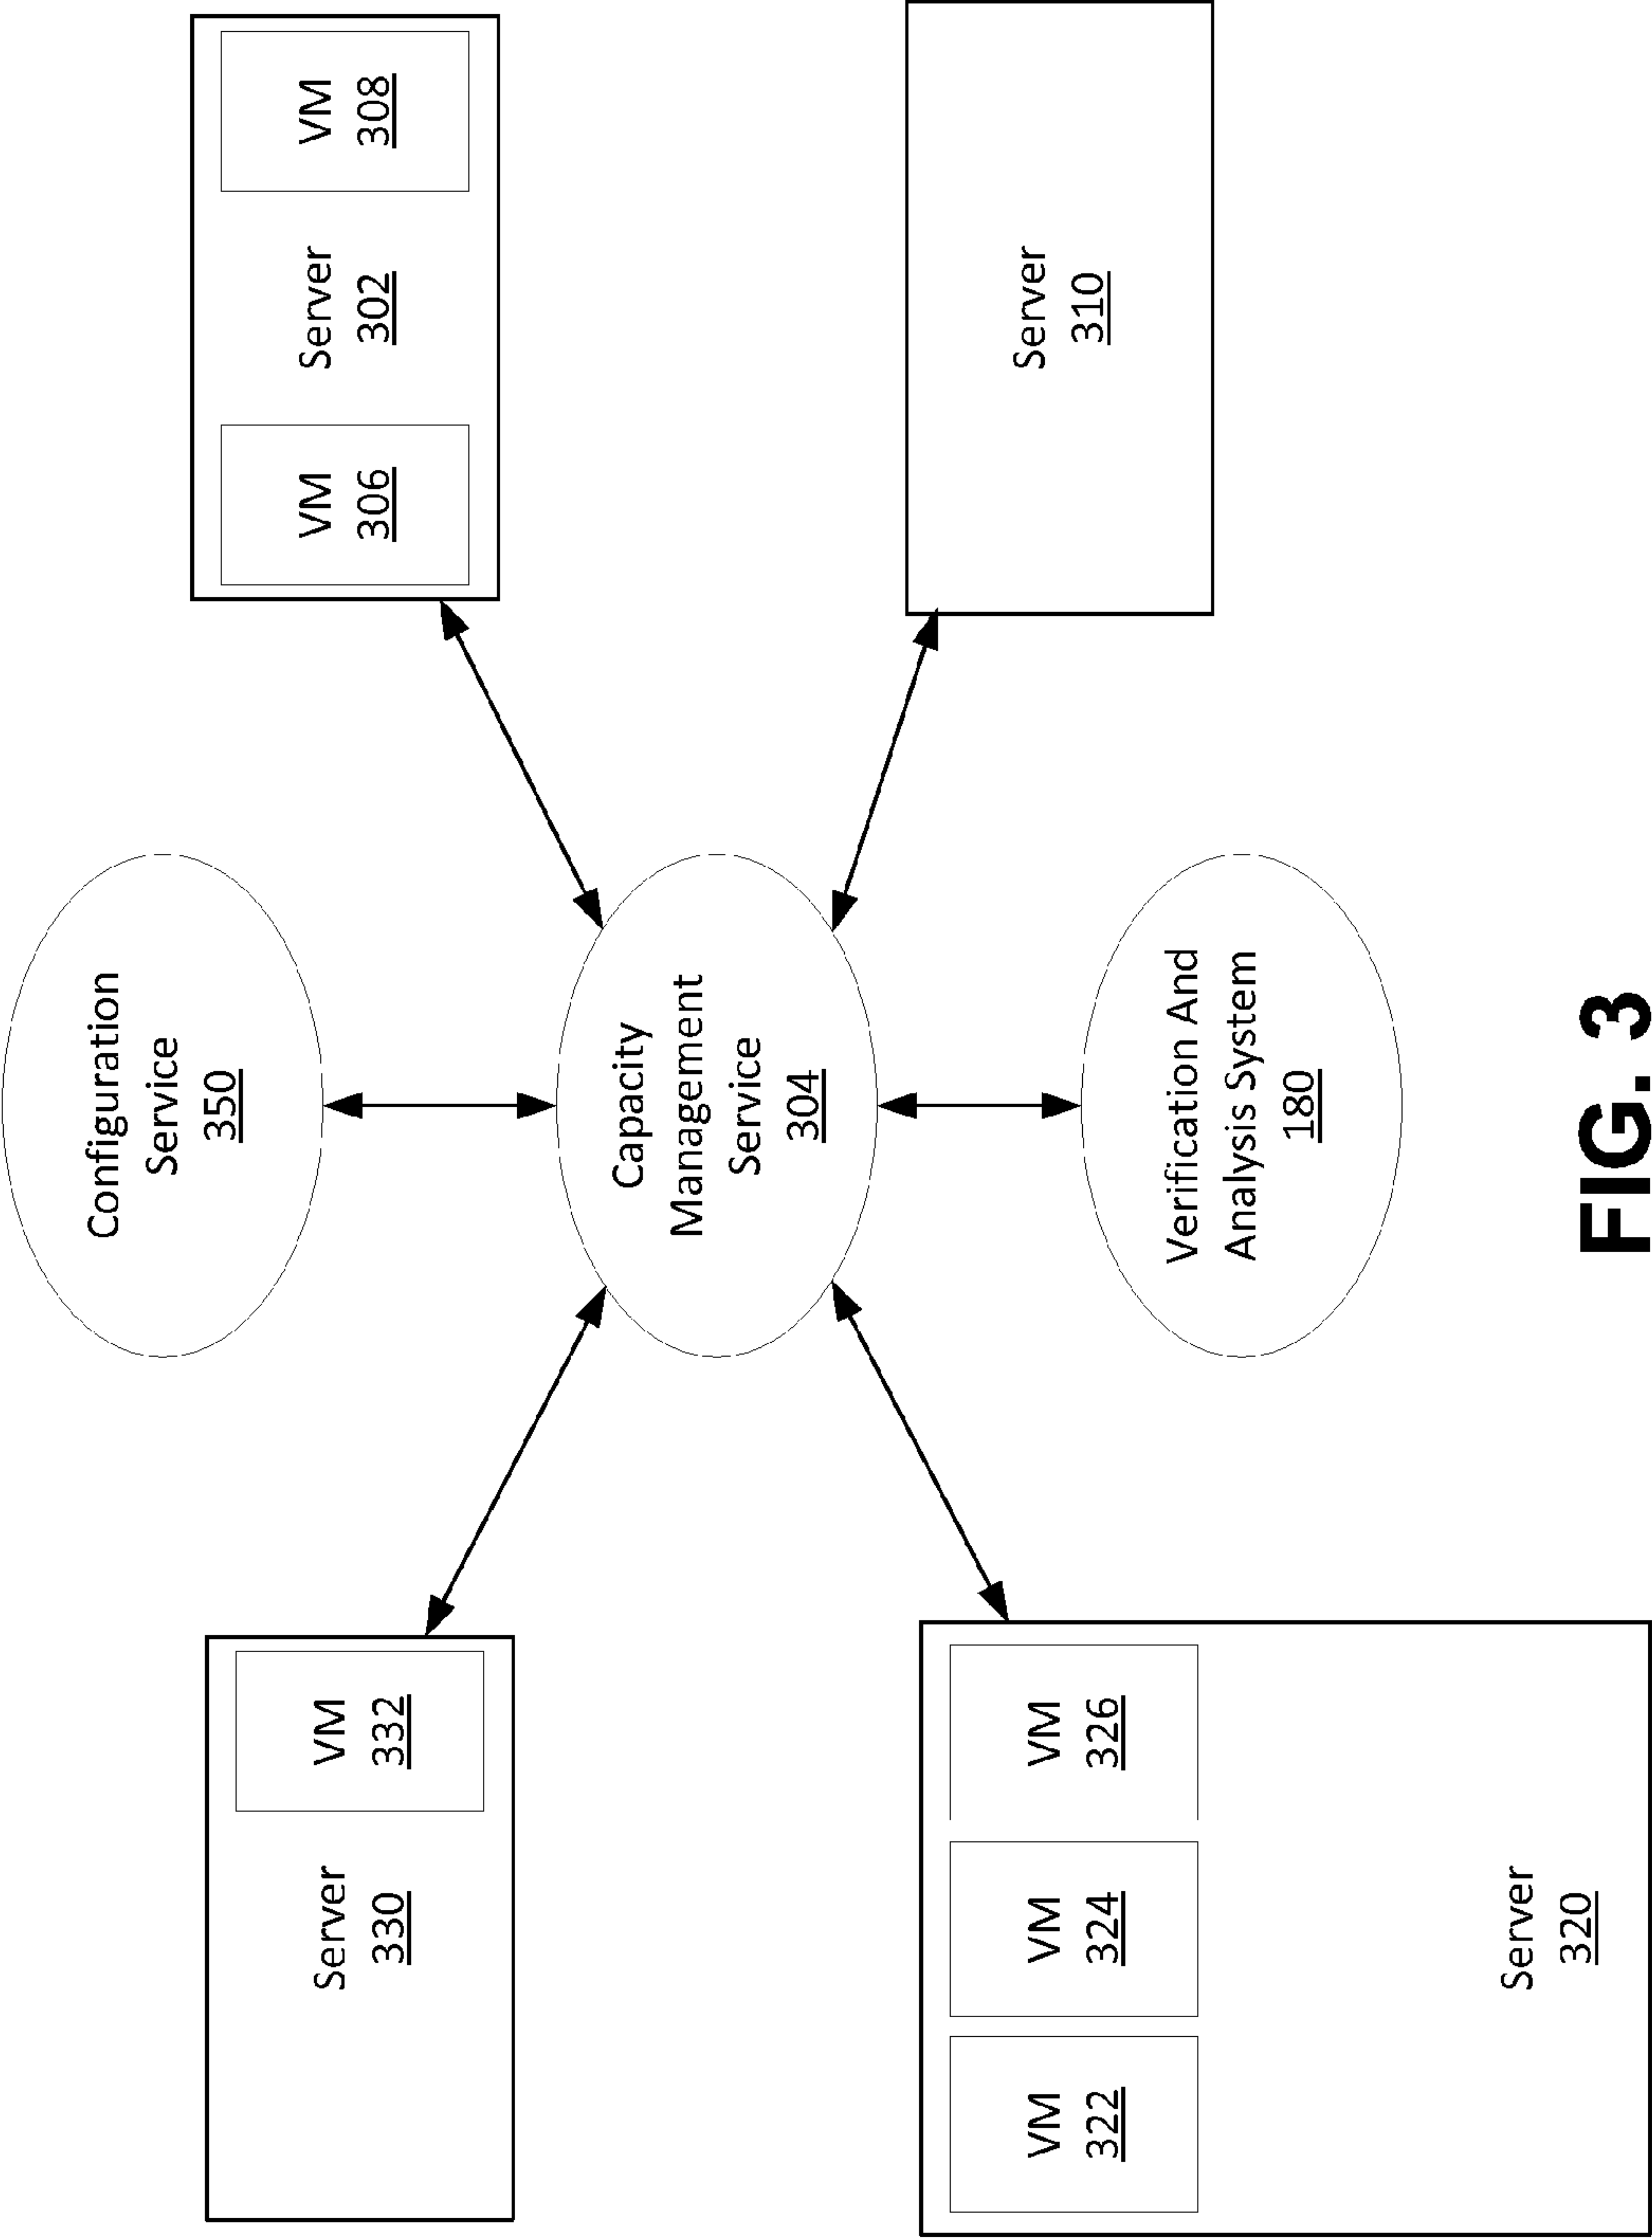 Server
330
VM
332
Configuration
Service
350
VM
306
Server
302
VM
308
Capacity
Management
Service
304
VM
322
VM
324
VM
326
Server
320
Verification And
Analysis System
180
Server
310
FIG. 3